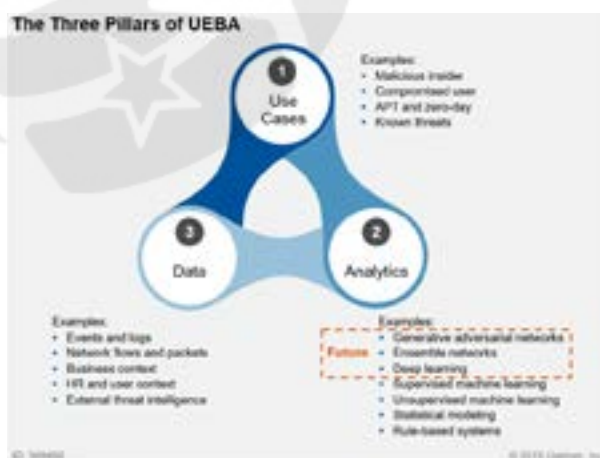 The Three Pillars of UEBA
1
Use
Cases
Examples:
• Malicious insider
• Compromised user
• APT and zero-day
• Known threats
3
Data
2
Analytics
Examples:
• Events and logs
• Network flows and packets
• Business context
• HR and user context
• External threat intelligence
Examples:
Future
• Generative adversarial networks
• Ensemble networks
• Deep learning
• Supervised machine learning
• Unsupervised machine learning
• Statistical modeling
• Rule-based systems